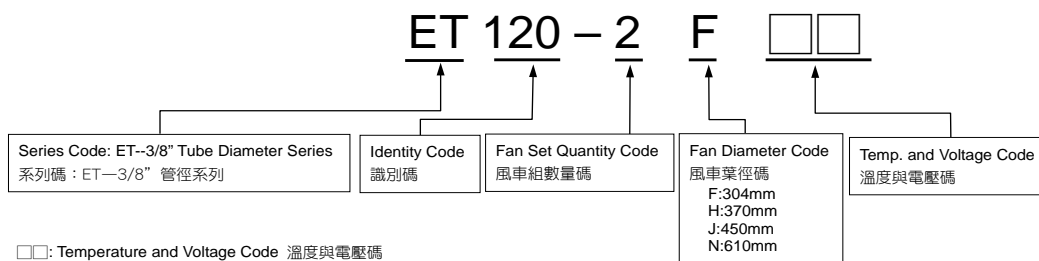 ET 120 – 2 F □□
Series Code: ET--3/8” Tube Diameter Series
系列碼：ET—3/8” 管徑系列
Identity Code
識別碼
Fan Set Quantity Code
風車組數量碼
Fan Diameter Code
風車葉徑碼
F:304mm
H:370mm
J:450mm
N:610mm
Temp. and Voltage Code
溫度與電壓碼
□□: Temperature and Voltage Code 溫度與電壓碼